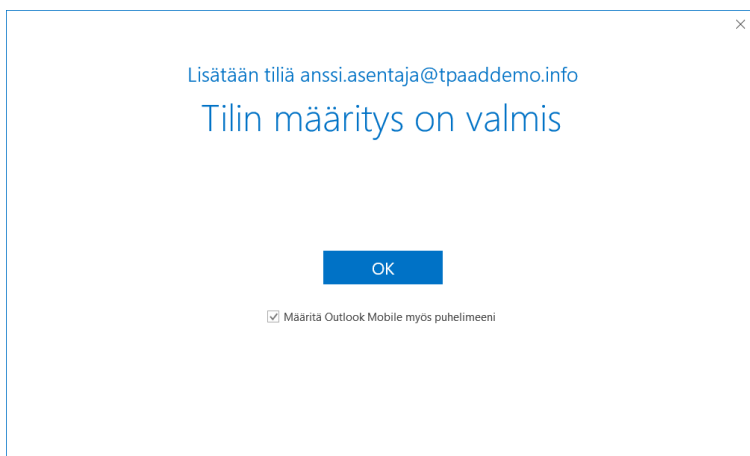 Lisätään tiliä anssi.asentaja@tpaaddemo.info
Tilin määritys on valmis
OK
Määritä Outlook Mobile myös puhelimeeni